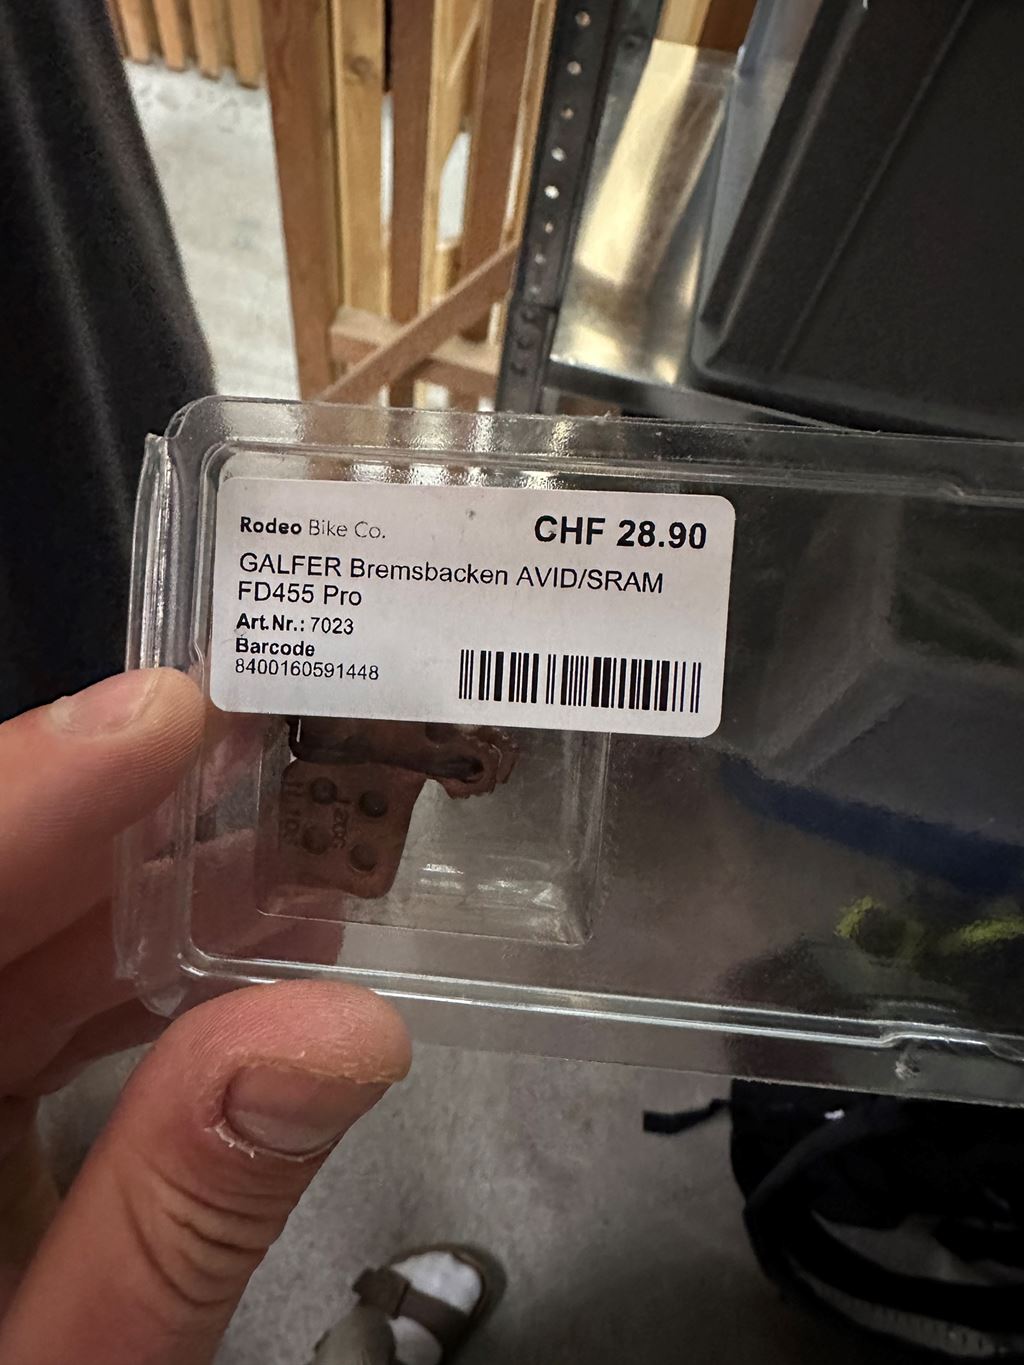 Rodeo Bike Co.
CHF 28.90
GALFER Bremsbacken AVID/SRAM
FD455 Pro
Art.Nr.: 7023
Barcode
8400160591448